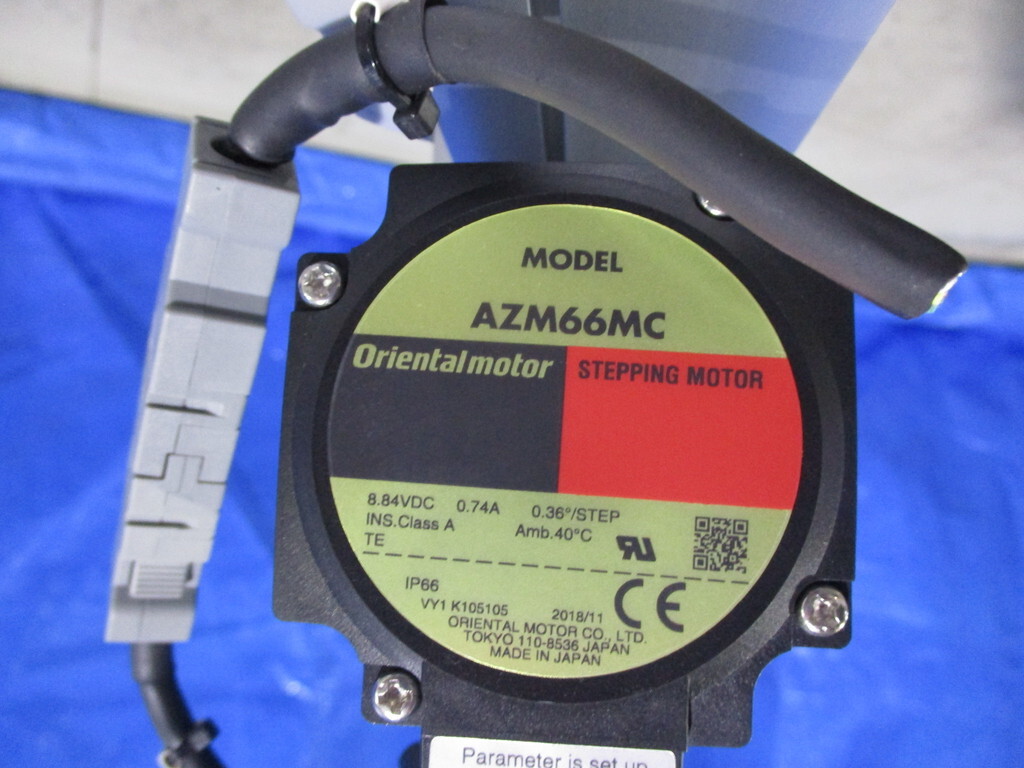 MODEL
AZM66MC
Orientalmotor
STEPPING MOTOR
8.84VDC 0.74A 0.36°/STEP
INS.Class A Amb.40°C
TE
IP66
VY1 K105105 2018/11
ORIENTAL MOTOR CO., LTD.
TOKYO 110-8536 JAPAN
MADE IN JAPAN
CE
Parameter is set up